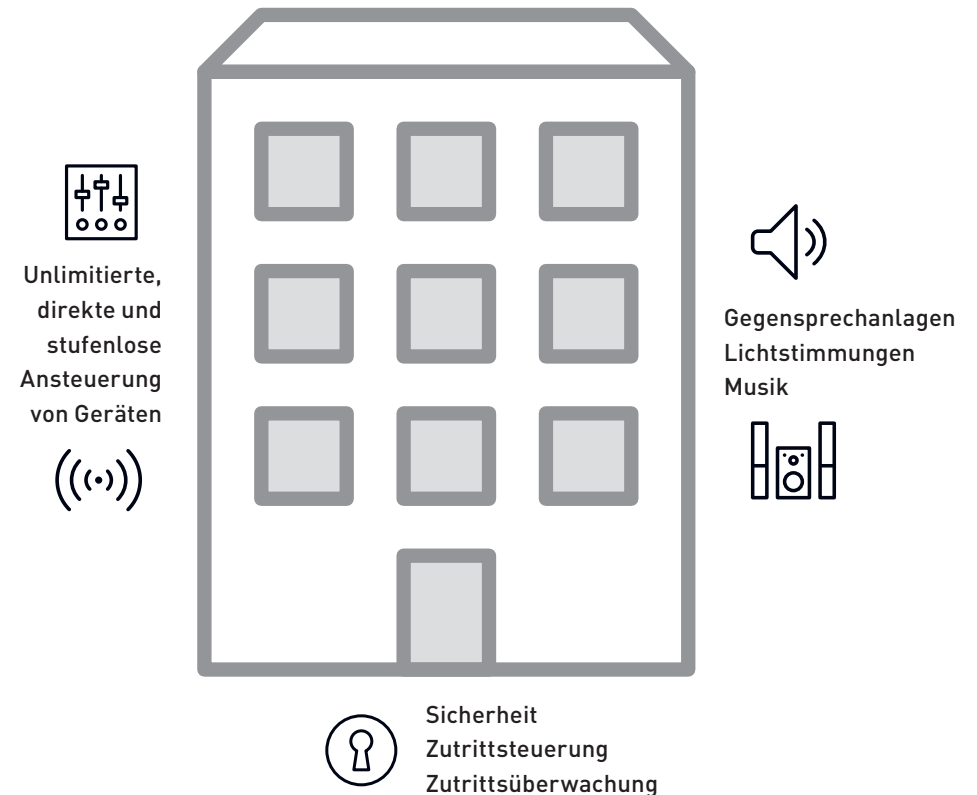 Unlimitierte,
direkte und
stufenlose
Ansteuerung
von Geräten
Gegensprechanlagen
Lichtstimmungen
Musik
Sicherheit
Zutrittsteuerung
Zutrittsüberwachung